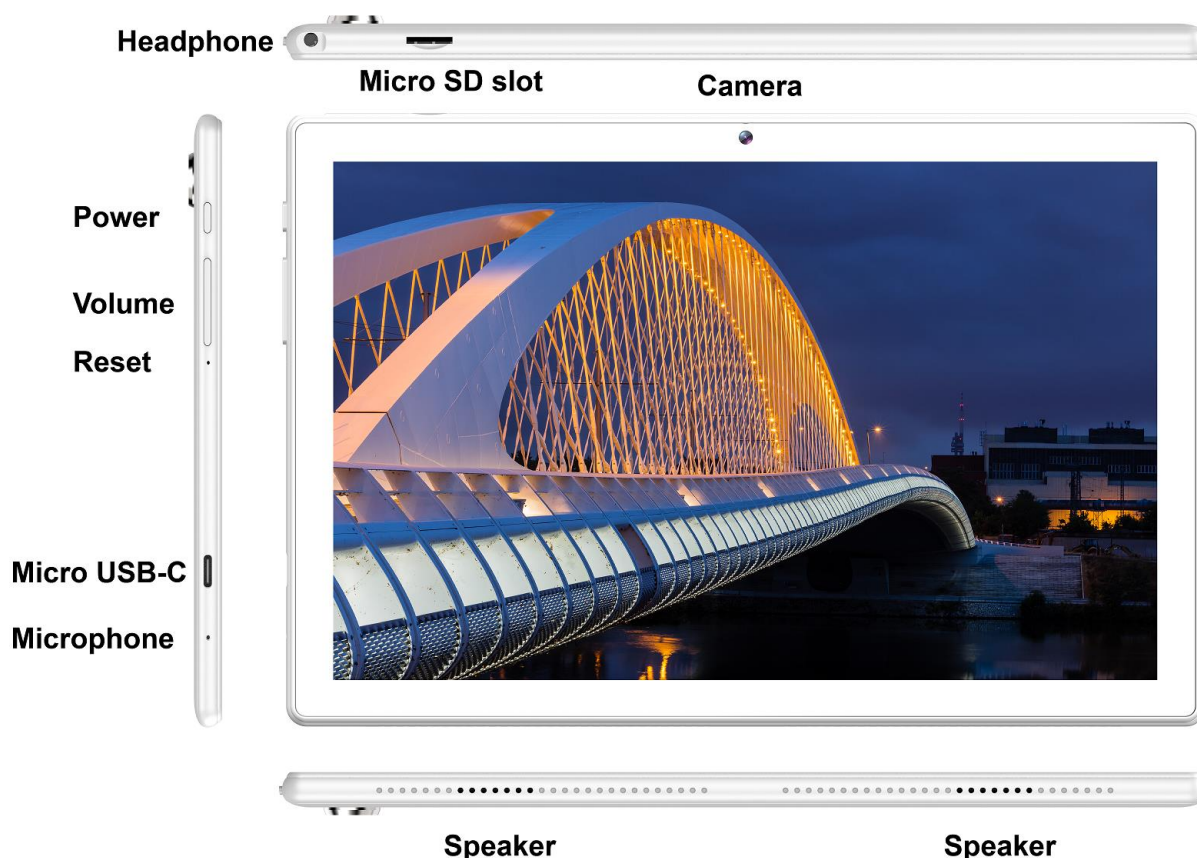 Headphone
Micro SD slot
Camera
Power
Volume
Reset
Micro USB-C
Microphone
Speaker
Speaker